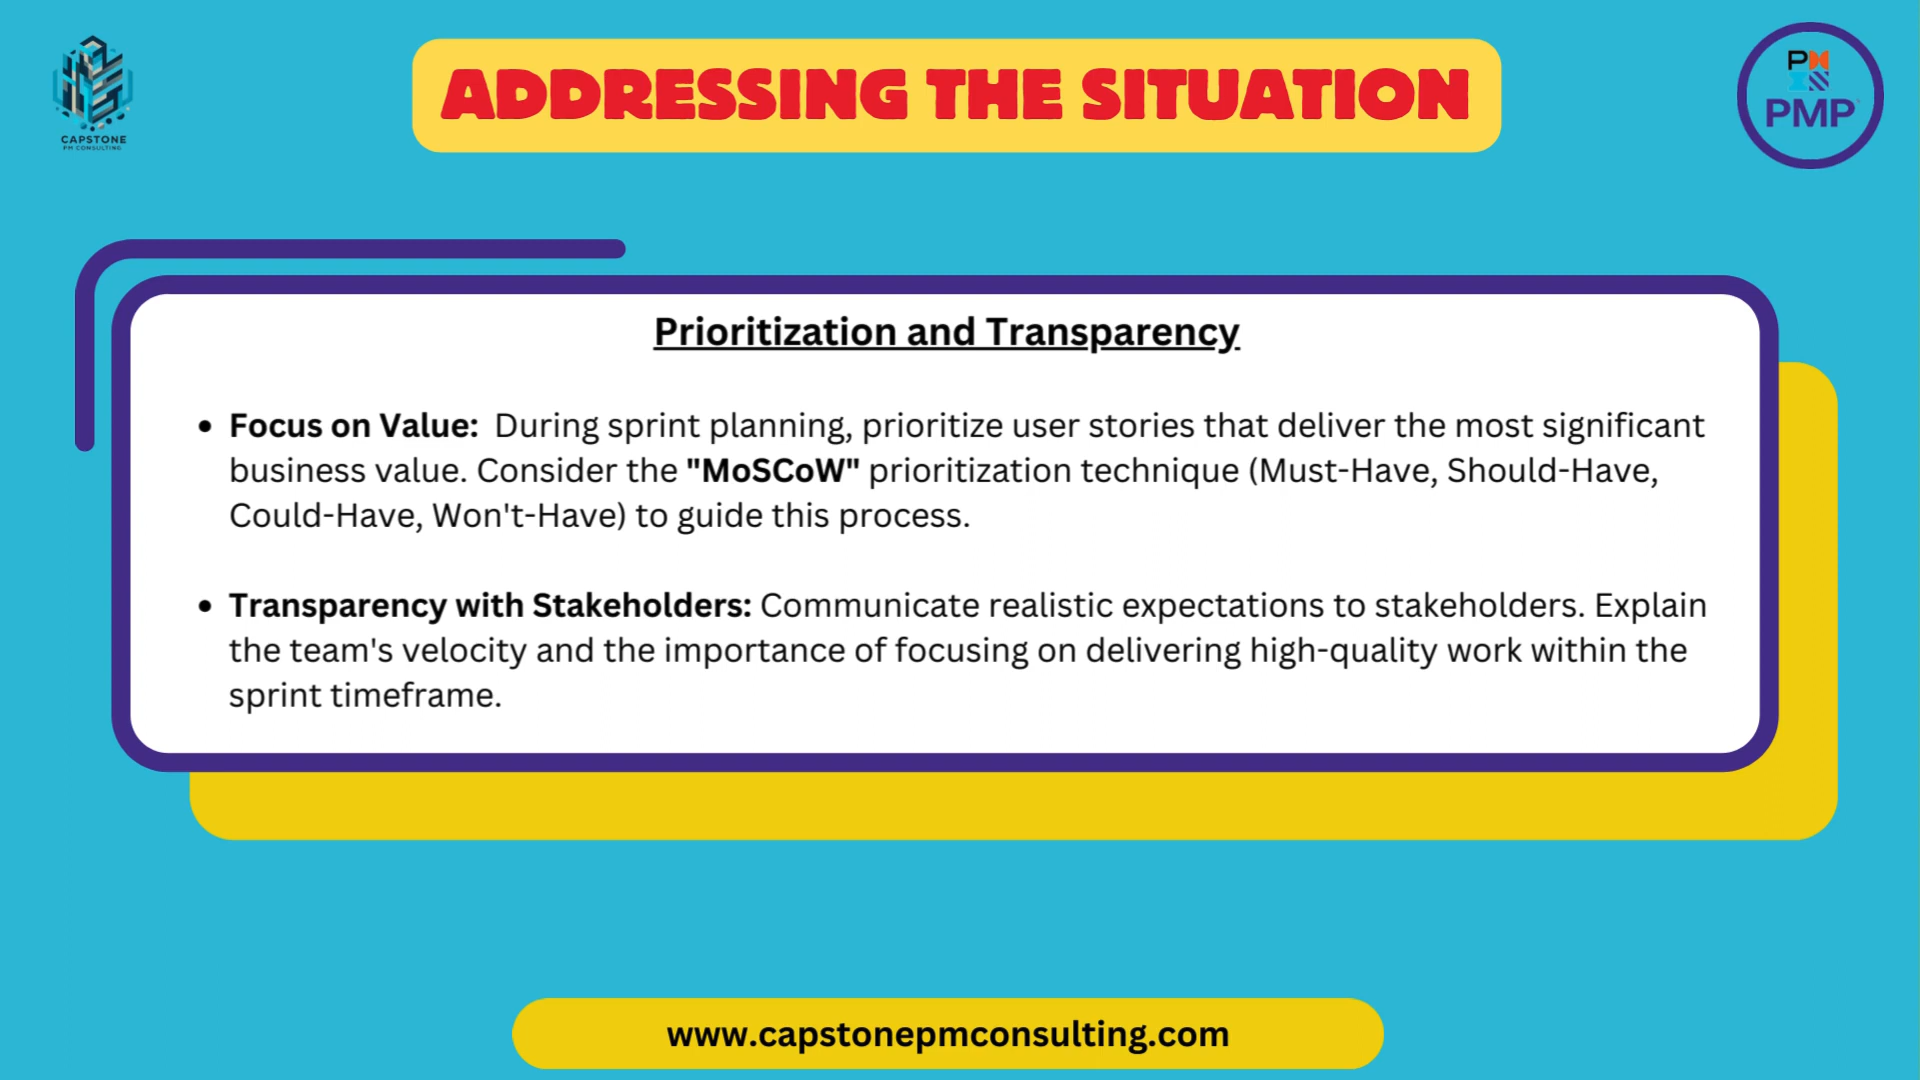 CAPSTONE
PM CONSULTING
ADDRESSING THE SITUATION
PMP
Prioritization and Transparency
• Focus on Value: During sprint planning, prioritize user stories that deliver the most significant
business value. Consider the "MoSCoW" prioritization technique (Must-Have, Should-Have,
Could-Have, Won't-Have) to guide this process.
• Transparency with Stakeholders: Communicate realistic expectations to stakeholders. Explain
the team's velocity and the importance of focusing on delivering high-quality work within the
sprint timeframe.
www.capstonepmconsulting.com